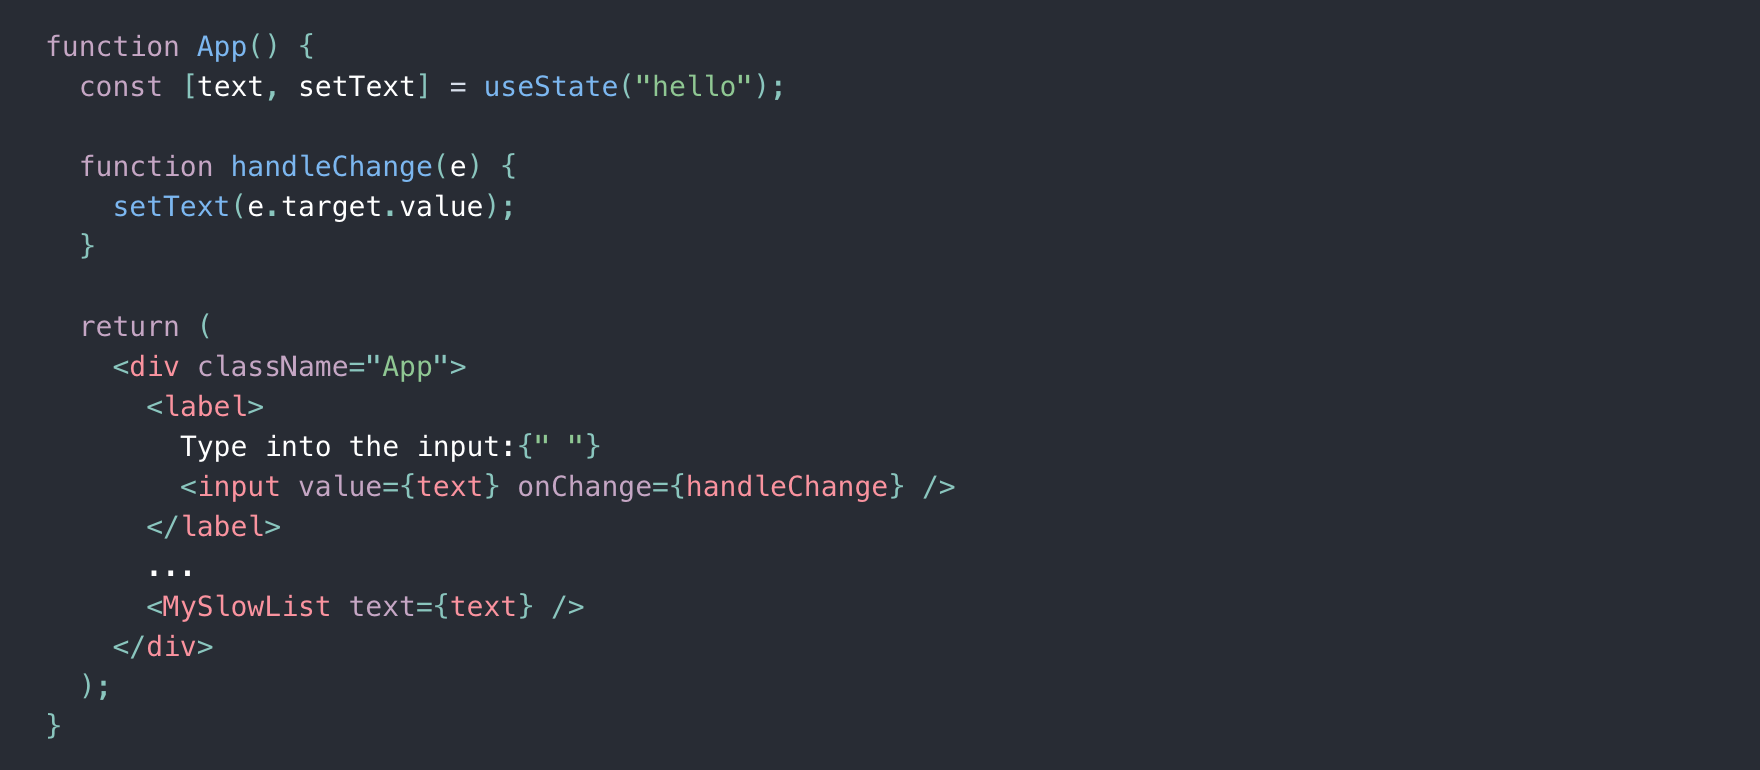 function App() {
  const [text, setText] = useState("hello");

  function handleChange(e) {
    setText(e.target.value);
  }

  return (
    <div className="App">
      <label>
        Type into the input:{" "}
        <input value={text} onChange={handleChange} />
      </label>
      ...
      <MySlowList text={text} />
    </div>
  );
}